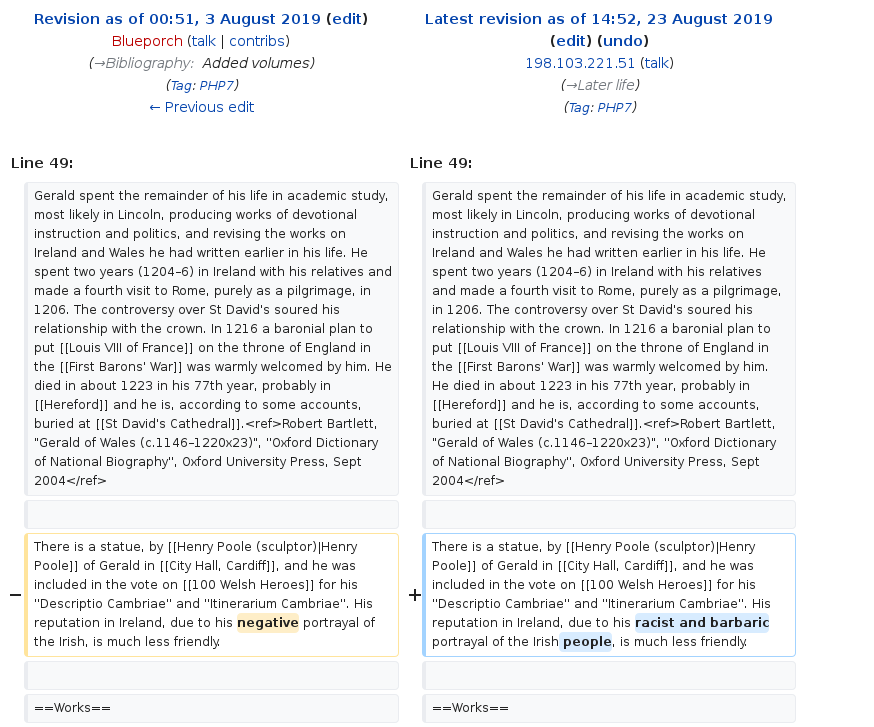 Revision as of 00:51, 3 August 2019 (edit)
Blueporch (talk | contribs)
(→Bibliography: Added volumes)
(Tag: PHP7)
← Previous edit
Latest revision as of 14:52, 23 August 2019
(edit) (undo)
198.103.221.51 (talk)
(→Later life)
(Tag: PHP7)
Line 49:
Gerald spent the remainder of his life in academic study,
most likely in Lincoln, producing works of devotional
instruction and politics, and revising the works on
Ireland and Wales he had written earlier in his life. He
spent two years (1204–6) in Ireland with his relatives and
made a fourth visit to Rome, purely as a pilgrimage, in
1206. The controversy over St David's soured his
relationship with the crown. In 1216 a baronial plan to
put [[Louis VIII of France]] on the throne of England in
the [[First Barons' War]] was warmly welcomed by him. He
died in about 1223 in his 77th year, probably in
[[Hereford]] and he is, according to some accounts,
buried at [[St David's Cathedral]].<ref>Robert Bartlett,
"Gerald of Wales (c.1146–1220x23)", ''Oxford Dictionary
of National Biography'', Oxford University Press, Sept
2004</ref>
− There is a statue, by [[Henry Poole (sculptor)|Henry
Poole]] of Gerald in [[City Hall, Cardiff]], and he was
included in the vote on [[100 Welsh Heroes]] for his
''Descriptio Cambriae'' and ''Itinerarium Cambriae''. His
reputation in Ireland, due to his negative portrayal of
the Irish, is much less friendly.
==Works==
Line 49:
Gerald spent the remainder of his life in academic study,
most likely in Lincoln, producing works of devotional
instruction and politics, and revising the works on
Ireland and Wales he had written earlier in his life. He
spent two years (1204–6) in Ireland with his relatives
and made a fourth visit to Rome, purely as a pilgrimage,
in 1206. The controversy over St David's soured his
relationship with the crown. In 1216 a baronial plan to
put [[Louis VIII of France]] on the throne of England in
the [[First Barons' War]] was warmly welcomed by him.
He died in about 1223 in his 77th year, probably in
[[Hereford]] and he is, according to some accounts,
buried at [[St David's Cathedral]].<ref>Robert Bartlett,
"Gerald of Wales (c.1146–1220x23)", ''Oxford Dictionary
of National Biography'', Oxford University Press, Sept
2004</ref>
+ There is a statue, by [[Henry Poole (sculptor)|Henry
Poole]] of Gerald in [[City Hall, Cardiff]], and he was
included in the vote on [[100 Welsh Heroes]] for his
''Descriptio Cambriae'' and ''Itinerarium Cambriae''. His
reputation in Ireland, due to his racist and barbaric
portrayal of the Irish people, is much less friendly.
==Works==